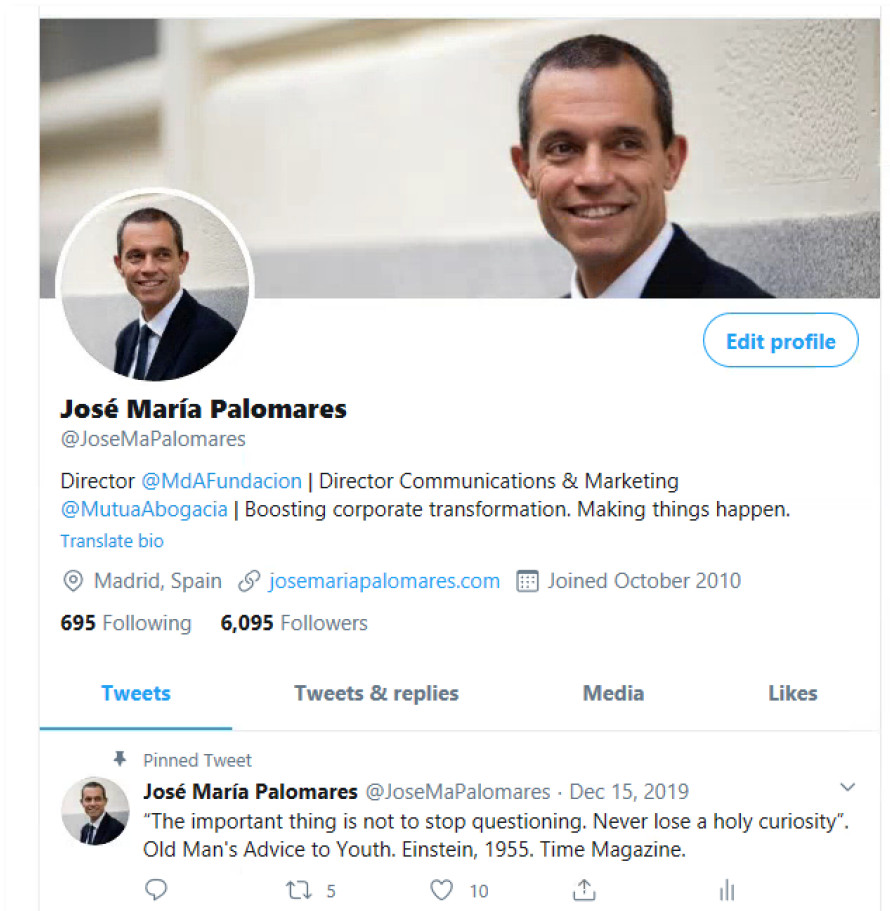 Edit profile
José María Palomares
@JoseMaPalomares
Director @MdAFundacion | Director Communications & Marketing
@MutuaAbogacia | Boosting corporate transformation. Making things happen.
Translate bio
Madrid, Spain josemariapalomares.com Joined October 2010
695 Following 6,095 Followers
Tweets Tweets & replies Media Likes
Pinned Tweet
José María Palomares @JoseMaPalomares · Dec 15, 2019
“The important thing is not to stop questioning. Never lose a holy curiosity”.
Old Man's Advice to Youth. Einstein, 1955. Time Magazine.
5 10